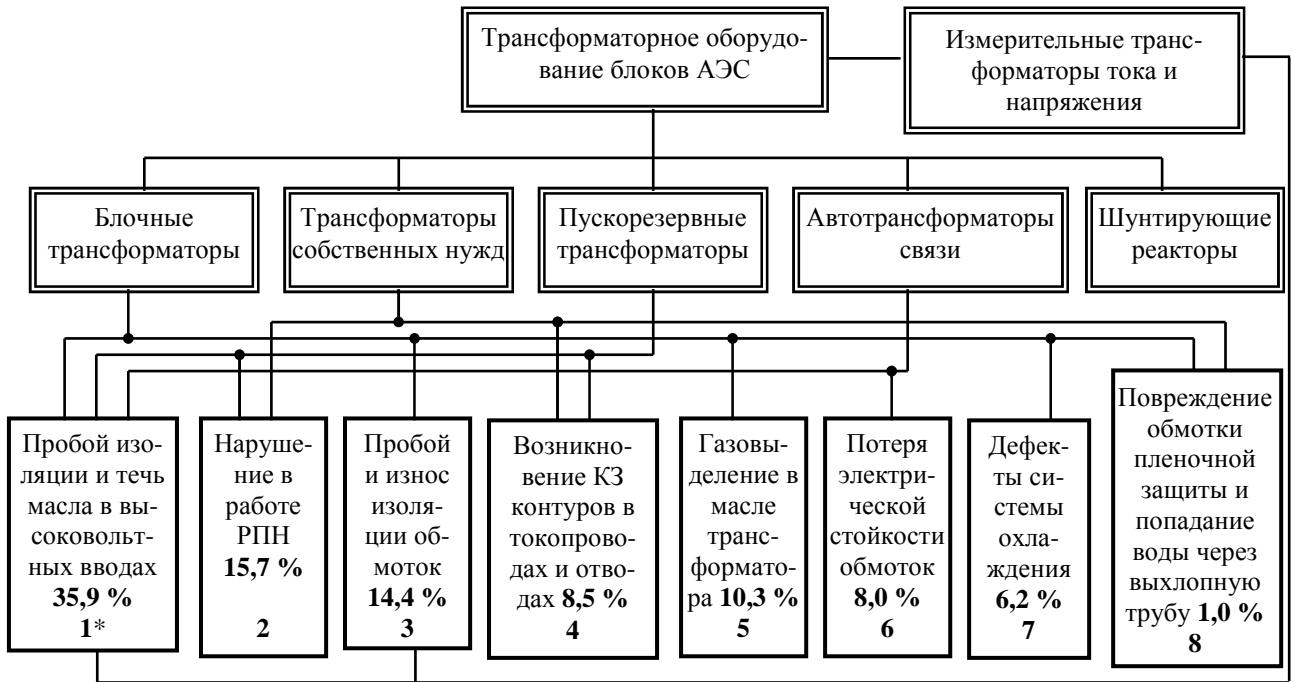 Трансформаторное оборудо-
вание блоков АЭС
Измерительные транс-
форматоры тока и
напряжения
Блочные
трансформаторы
Трансформаторы
собственных нужд
Пускорезервные
трансформаторы
Автотрансформаторы
связи
Шунтирующие
реакторы
Пробой изо-
ляции и течь
масла в вы-
соковольт-
ных вводах
35,9 %
1*
Наруше-
ние в
работе
РПН
15,7 %
2
Пробой
и износ
изоля-
ции об-
моток
14,4 %
3
Возникно-
вение КЗ
контуров в
токопрово-
дах и отво-
дах 8,5 %
4
Газовы-
деление в
масле
транс-
формато-
ра 10,3 %
5
Потеря
электри-
ческой
стойкости
обмоток
8,0 %
6
Дефек-
ты си-
стемы
охла-
ждения
6,2 %
7
Повреждение
обмотки
пленочной
защиты и
попадание
воды через
выхлопную
трубу 1,0 %
8